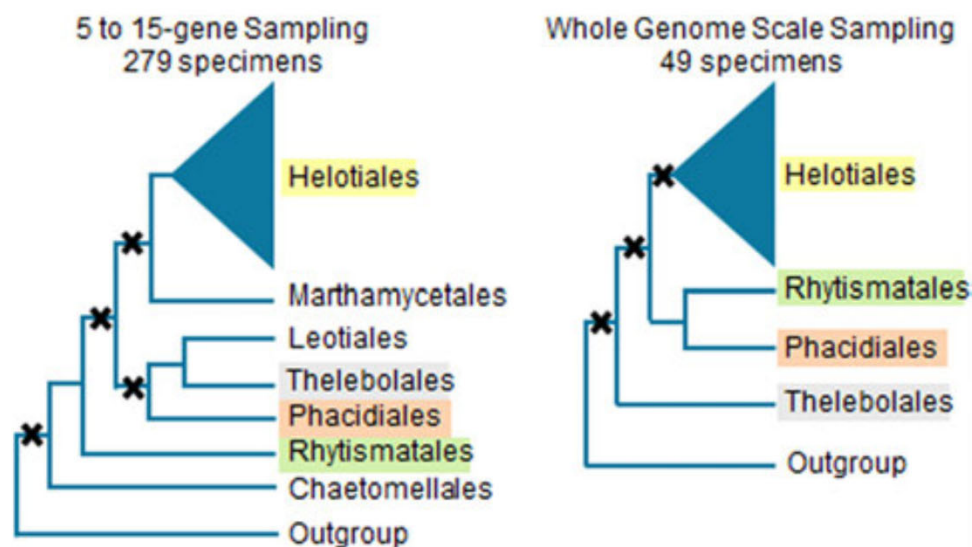 5 to 15-gene Sampling
279 specimens
Helotiales
Marthamycetales
Leotiales
Thelebolales
Phacidiales
Rhytismatales
Chaetomellales
Outgroup
Whole Genome Scale Sampling
49 specimens
Helotiales
Rhytismatales
Phacidiales
Thelebolales
Outgroup